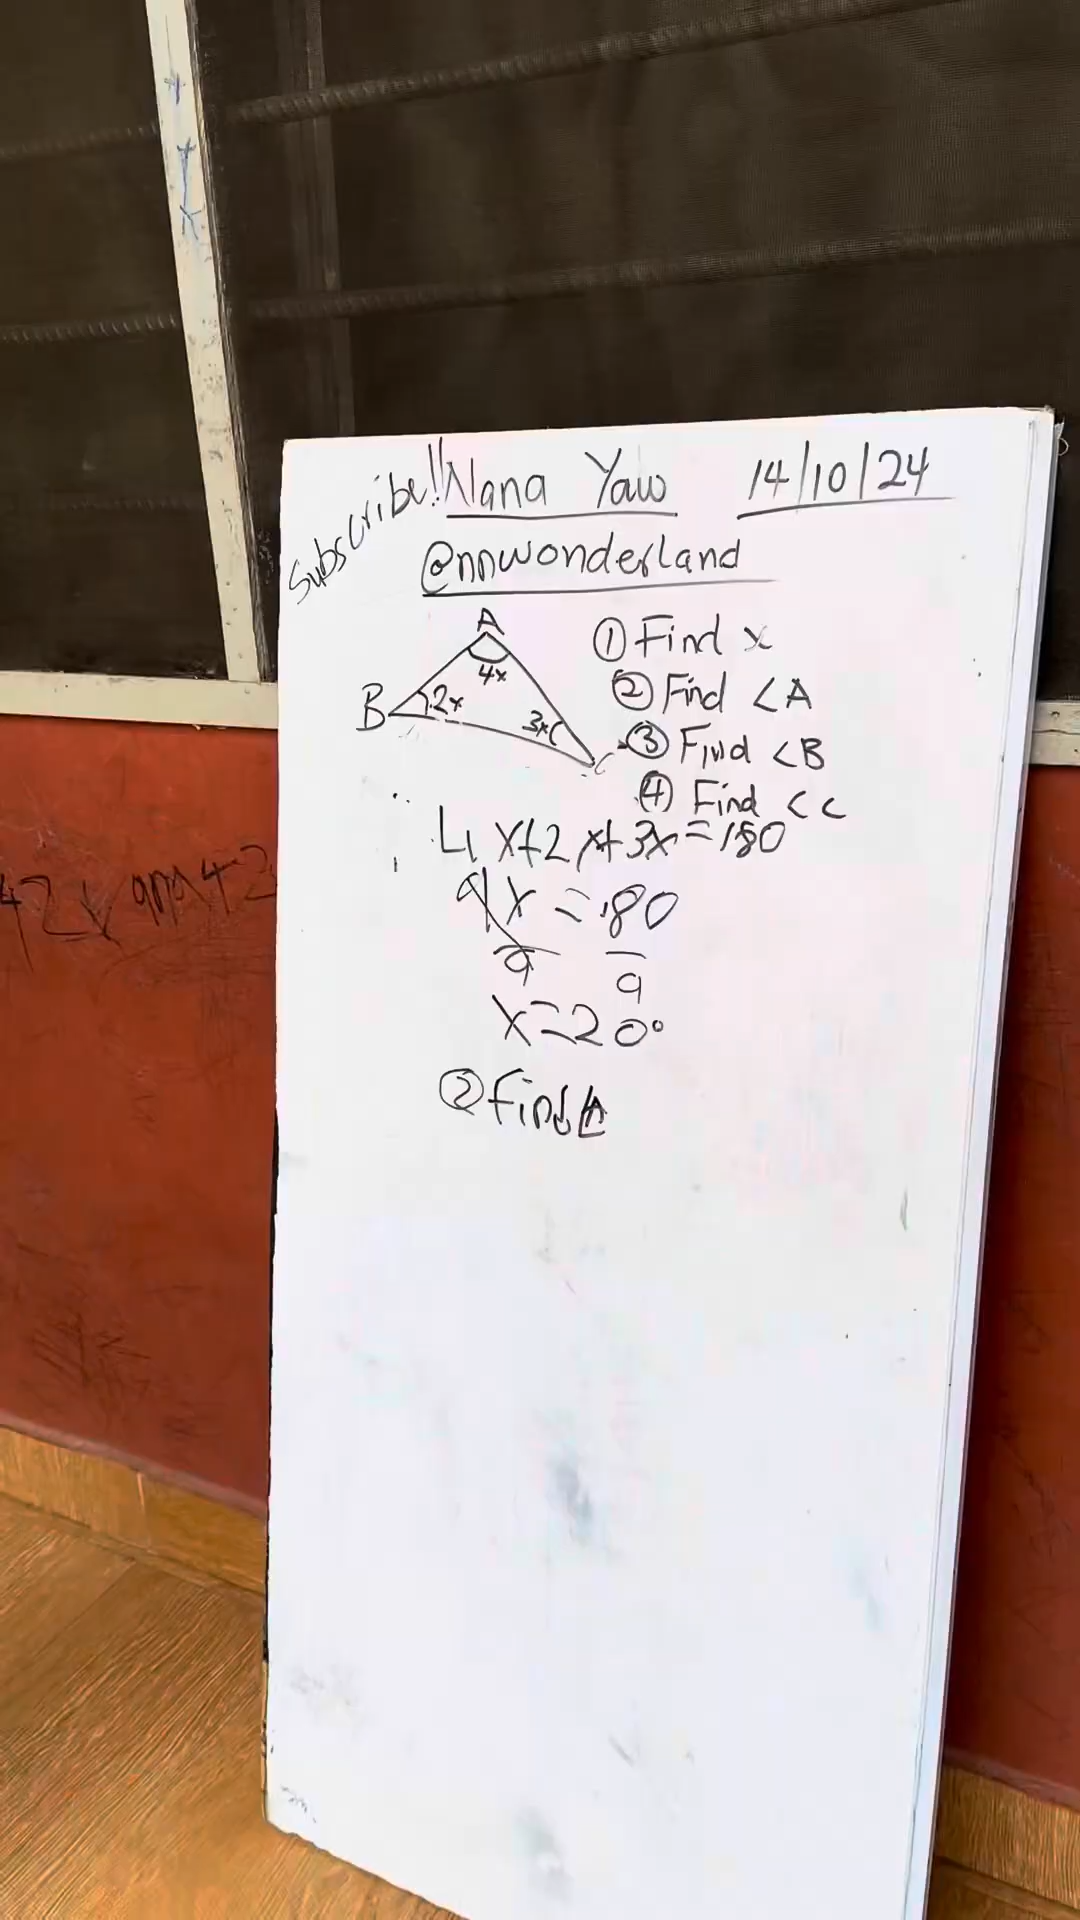 Subscribe!! Nana Yaw 14/10/24
@nnwonderland
A
4x
B 2x
3x
C
① Find x
② Find <A
③ Find <B
④ Find <C
4x+2x+3x=180
9x = 180
9 9
x=20°
② Find